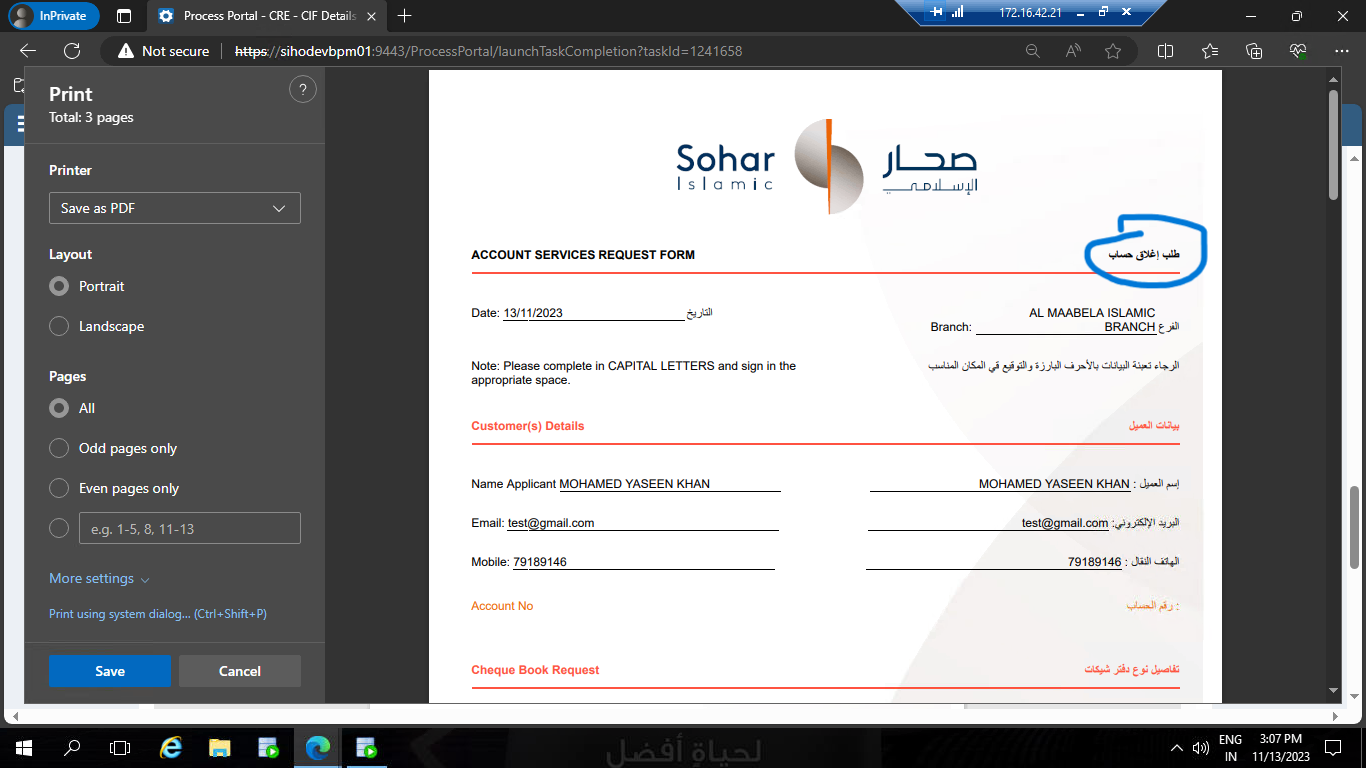 InPrivate
Process Portal - CRE - CIF Details
172.16.42.21
Not secure
https://sihodevbpm01:9443/ProcessPortal/launchTaskCompletion?taskId=1241658
Print
Total: 3 pages
?
Printer
Save as PDF
Layout
Portrait
Landscape
Pages
All
Odd pages only
Even pages only
e.g. 1-5, 8, 11-13
More settings
Print using system dialog... (Ctrl+Shift+P)
Save
Cancel
Sohar صحار
Islamic الإسلامي
ACCOUNT SERVICES REQUEST FORM طلب إغلاق حساب
Date: 13/11/2023 التاريخ
AL MAABELA ISLAMIC
Branch: BRANCH الفرع
Note: Please complete in CAPITAL LETTERS and sign in the
appropriate space.
الرجاء تعبئة البيانات بالأحرف البارزة والتوقيع في المكان المناسب
Customer(s) Details بيانات العميل
Name Applicant MOHAMED YASEEN KHAN
إسم العميل : MOHAMED YASEEN KHAN
Email: test@gmail.com
البريد الإلكتروني: test@gmail.com
Mobile: 79189146
الهاتف النقال : 79189146
Account No رقم الحساب :
Cheque Book Request تفاصيل نوع دفتر شيكات
لحياةٍ أفضل
ENG
IN
3:07 PM
11/13/2023